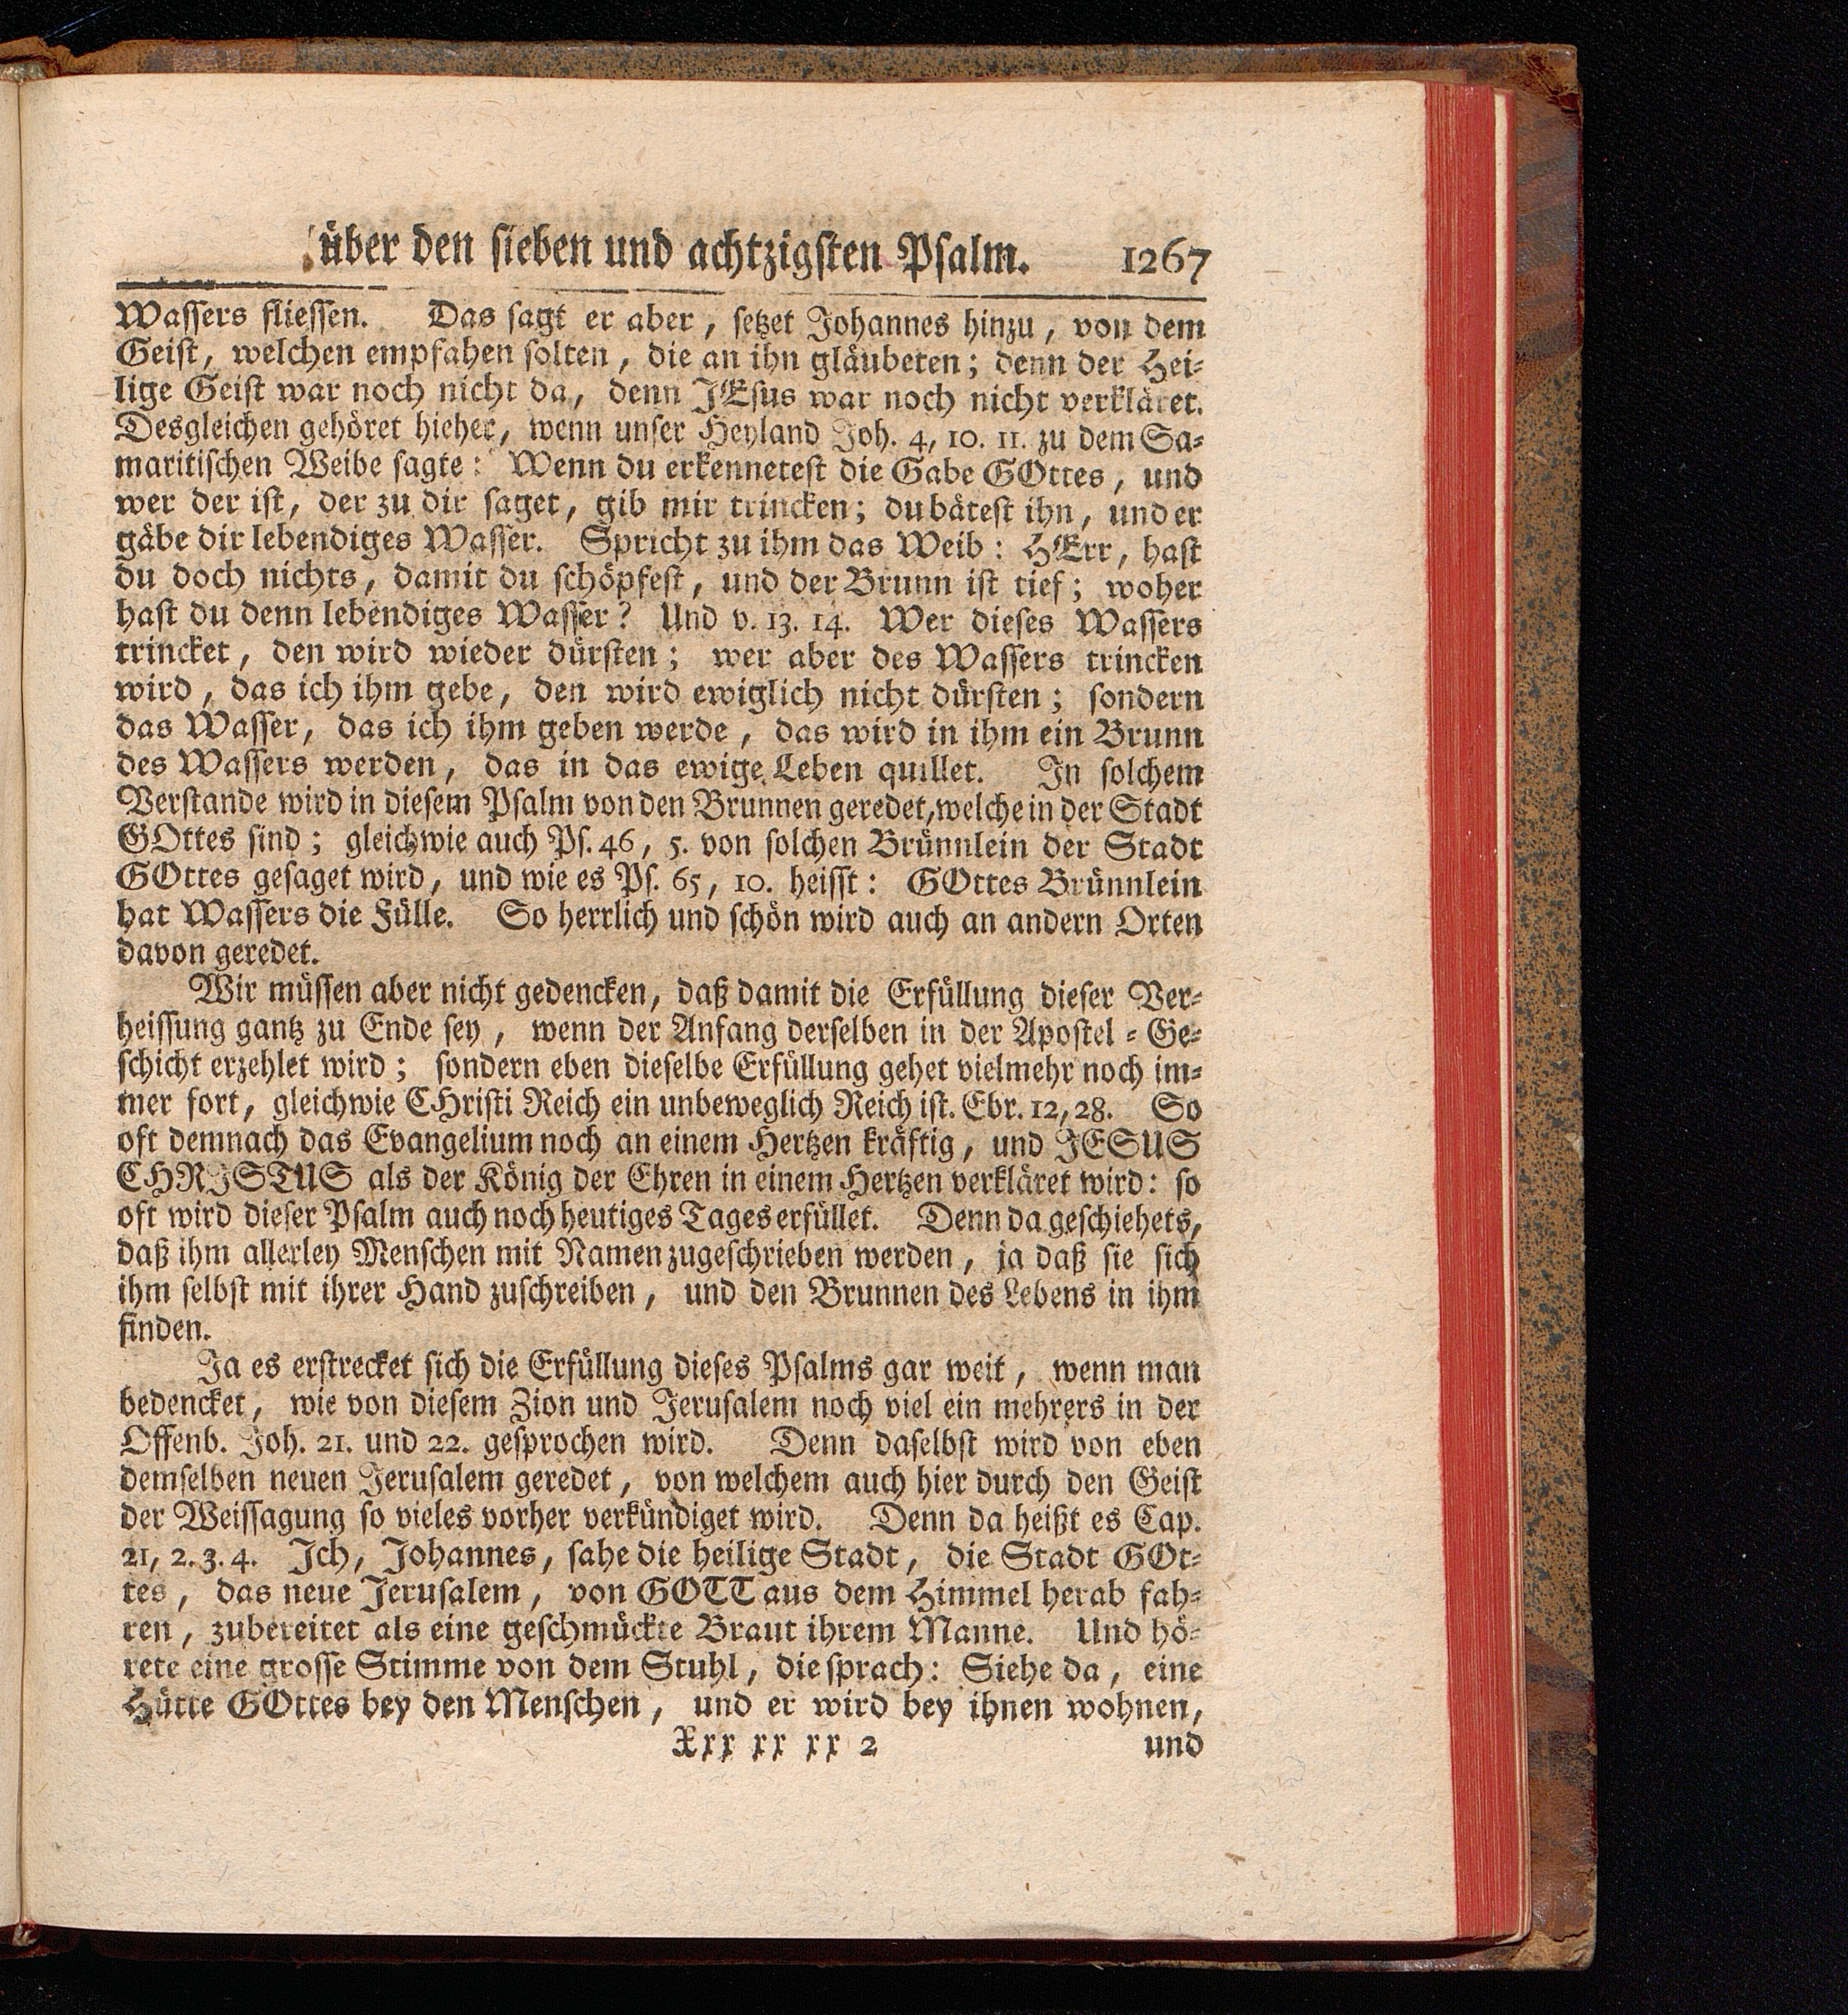 über den sieben und achtzigsten Psalm. 1267
Wassers fliessen. Das sagt er aber, setzet Johannes hinzu, von dem
Geist, welchen empfahen solten, die an ihn gläubeten; denn der Hei-
lige Geist war noch nicht da, denn JEsus war noch nicht verkläret.
Desgleichen gehöret hieher, wenn unser Heyland Joh. 4, 10. 11. zu dem Sa-
maritischen Weibe sagte: Wenn du erkennetest die Gabe GOttes, und
wer der ist, der zu dir saget, gib mir trincken; du bätest ihn, und er
gäbe dir lebendiges Wasser. Spricht zu ihm das Weib: HErr, hast
du doch nichts, damit du schöpfest, und der Brunn ist tief; woher
hast du denn lebendiges Wasser? Und v. 13. 14. Wer dieses Wassers
trincket, den wird wieder dürsten; wer aber des Wassers trincken
wird, das ich ihm gebe, den wird ewiglich nicht dürsten; sondern
das Wasser, das ich ihm geben werde, das wird in ihm ein Brunn
des Wassers werden, das in das ewige Leben quillet. In solchem
Verstande wird in diesem Psalm von den Brunnen geredet, welche in der Stadt
GOttes sind; gleichwie auch Ps. 46, 5. von solchen Brünnlein der Stadt
GOttes gesaget wird, und wie es Ps. 65, 10. heisst: GOttes Brünnlein
hat Wassers die Fülle. So herrlich und schön wird auch an andern Orten
davon geredet.
Wir müssen aber nicht gedencken, daß damit die Erfüllung dieser Ver-
heissung gantz zu Ende sey, wenn der Anfang derselben in der Apostel-Ge-
schicht erzehlet wird; sondern eben dieselbe Erfüllung gehet vielmehr noch im-
mer fort, gleichwie CHristi Reich ein unbeweglich Reich ist. Ebr. 12, 28. So
oft demnach das Evangelium noch an einem Hertzen kräftig, und JESUS
CHRJSTUS als der König der Ehren in einem Hertzen verkläret wird: so
oft wird dieser Psalm auch noch heutiges Tages erfüllet. Denn da geschiehets,
daß ihm allerley Menschen mit Namen zugeschrieben werden, ja daß sie sich
ihm selbst mit ihrer Hand zuschreiben, und den Brunnen des Lebens in ihm
finden.
Ja es erstrecket sich die Erfüllung dieses Psalms gar weit, wenn man
bedencket, wie von diesem Zion und Jerusalem noch viel ein mehrers in der
Offenb. Joh. 21. und 22. gesprochen wird. Denn daselbst wird von eben
demselben neuen Jerusalem geredet, von welchem auch hier durch den Geist
der Weissagung so vieles vorher verkündiget wird. Denn da heißt es Cap.
21, 2. 3. 4. Jch, Johannes, sahe die heilige Stadt, die Stadt GOt-
tes, das neue Jerusalem, von GOTT aus dem Himmel herab fah-
ren, zubereitet als eine geschmückte Braut ihrem Manne. Und hö-
rete eine grosse Stimme von dem Stuhl, die sprach: Siehe da, eine
Hütte GOttes bey den Menschen, und er wird bey ihnen wohnen,
Xxx xx xx 2 und